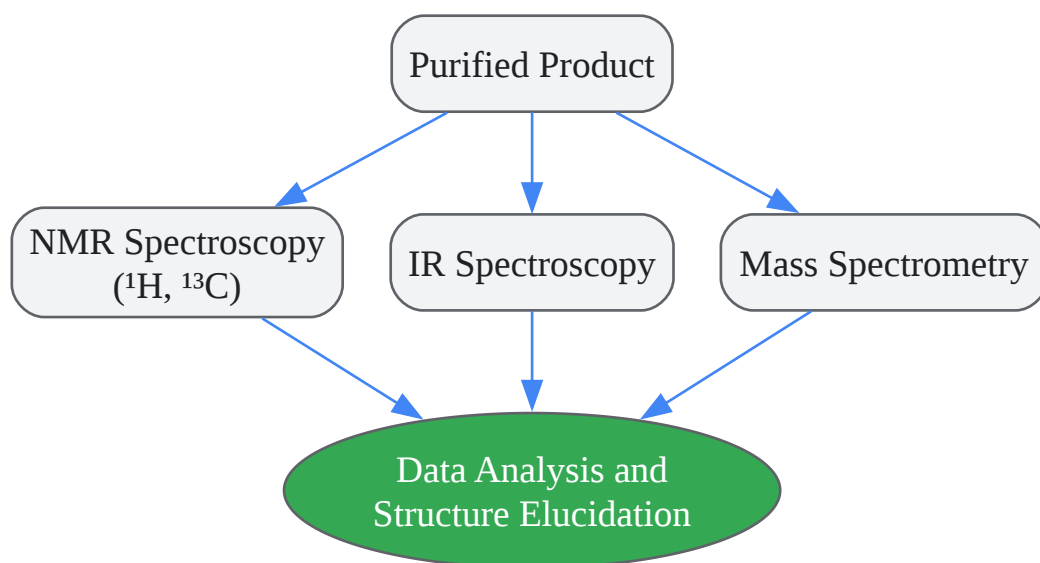 Purified Product
NMR Spectroscopy
(¹H, ¹³C)
IR Spectroscopy
Mass Spectrometry
Data Analysis and
Structure Elucidation